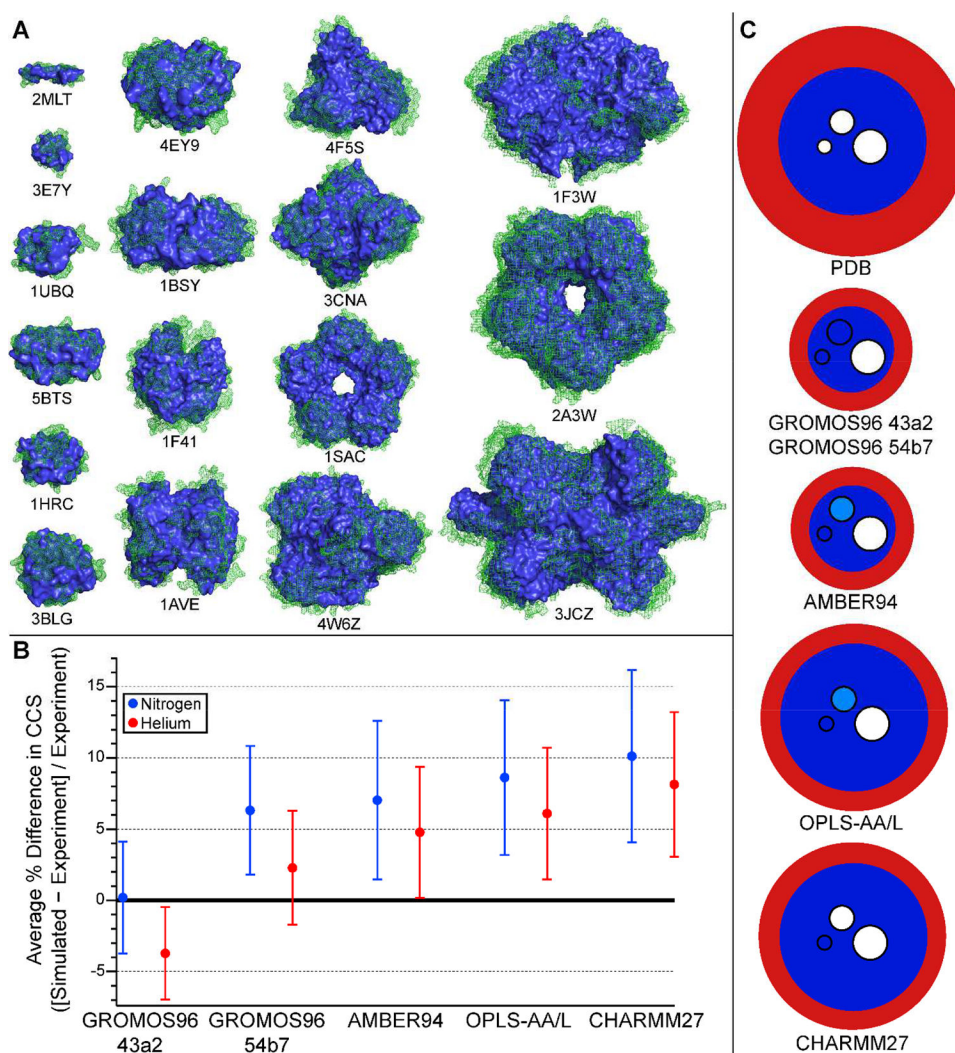 A
2MLT
3E7Y
1UBQ
5BTS
1HRC
3BLG
4EY9
1BSY
1F41
1AVE
4F5S
3CNA
1SAC
4W6Z
1F3W
2A3W
3JCZ
B
Average % Difference in CCS
([Simulated − Experiment] / Experiment)
15
10
5
0
-5
Nitrogen
Helium
GROMOS96
43a2
GROMOS96
54b7
AMBER94
OPLS-AA/L
CHARMM27
C
PDB
GROMOS96 43a2
GROMOS96 54b7
AMBER94
OPLS-AA/L
CHARMM27